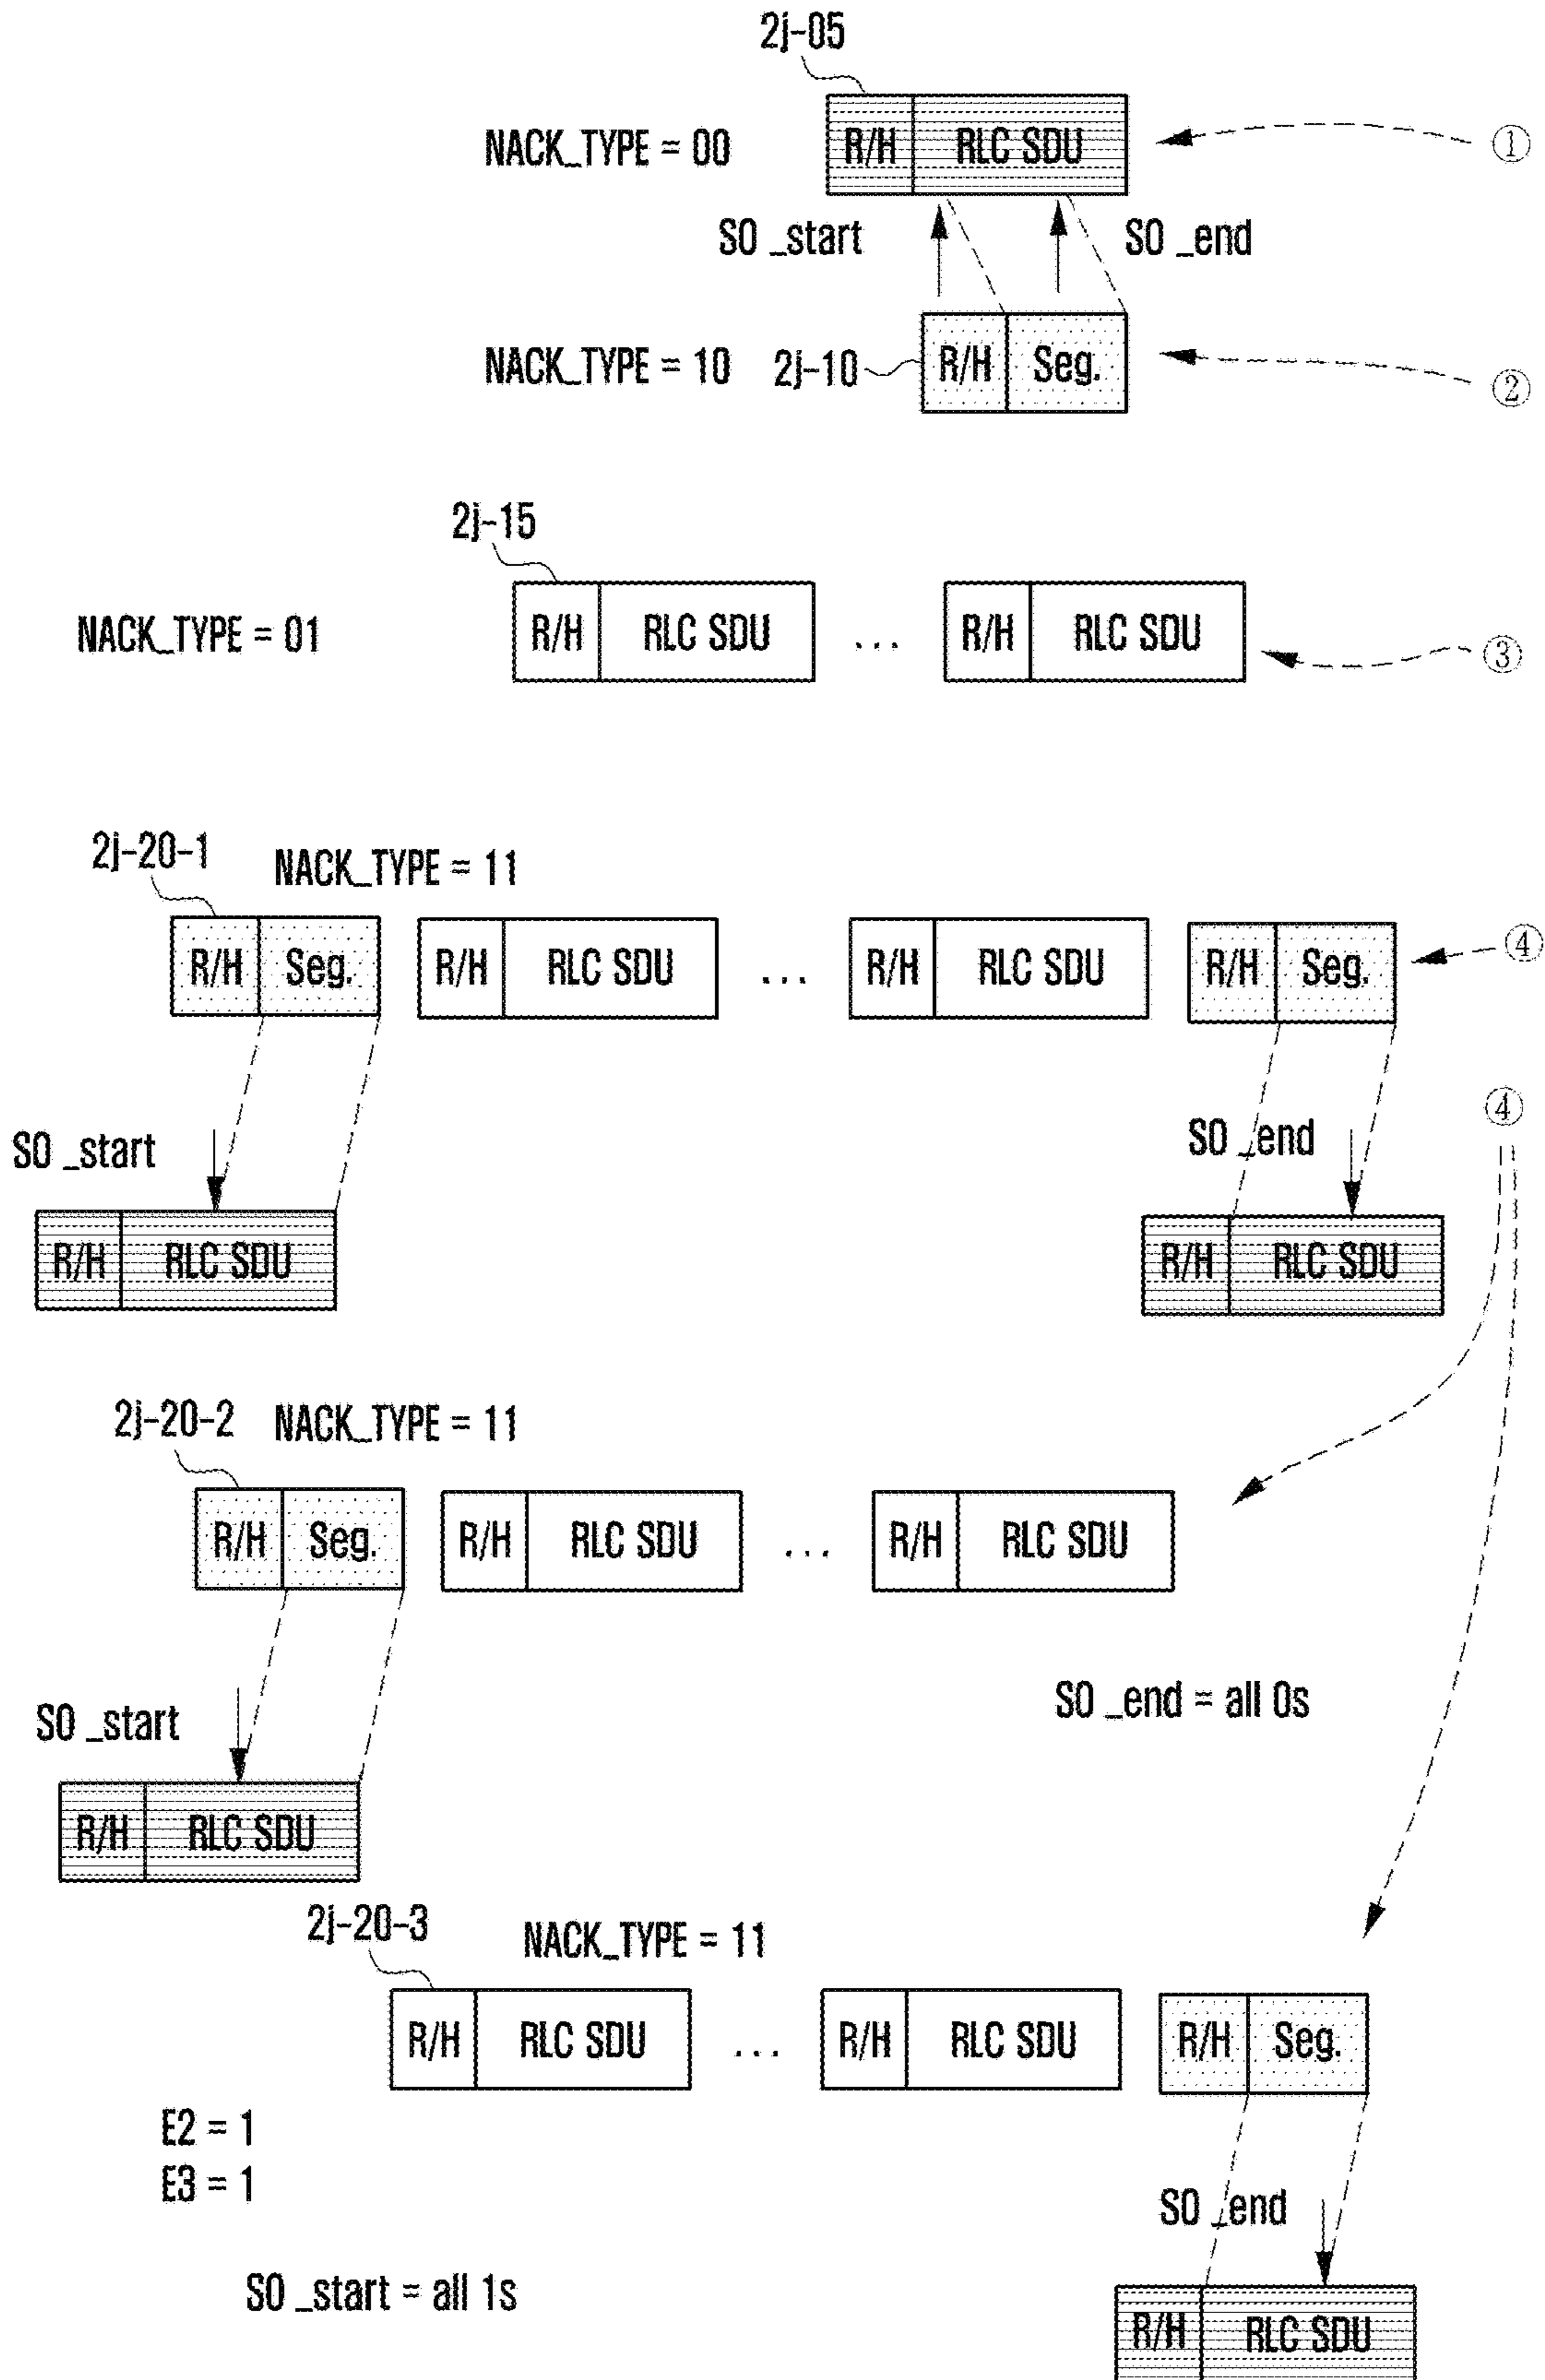 2j-05
NACK_TYPE = 00
R/H
RLC SDU
①
SO _start
SO _end
NACK_TYPE = 10
2j-10
R/H
Seg.
②
2j-15
NACK_TYPE = 01
R/H
RLC SDU
...
R/H
RLC SDU
③
2j-20-1
NACK_TYPE = 11
R/H
Seg.
R/H
RLC SDU
...
R/H
RLC SDU
R/H
Seg.
④
④
SO _start
SO _end
R/H
RLC SDU
R/H
RLC SDU
2j-20-2
NACK_TYPE = 11
R/H
Seg.
R/H
RLC SDU
...
R/H
RLC SDU
SO _start
SO _end = all 0s
R/H
RLC SDU
2j-20-3
NACK_TYPE = 11
R/H
RLC SDU
...
R/H
RLC SDU
R/H
Seg.
E2 = 1
E3 = 1
SO _end
SO _start = all 1s
R/H
RLC SDU